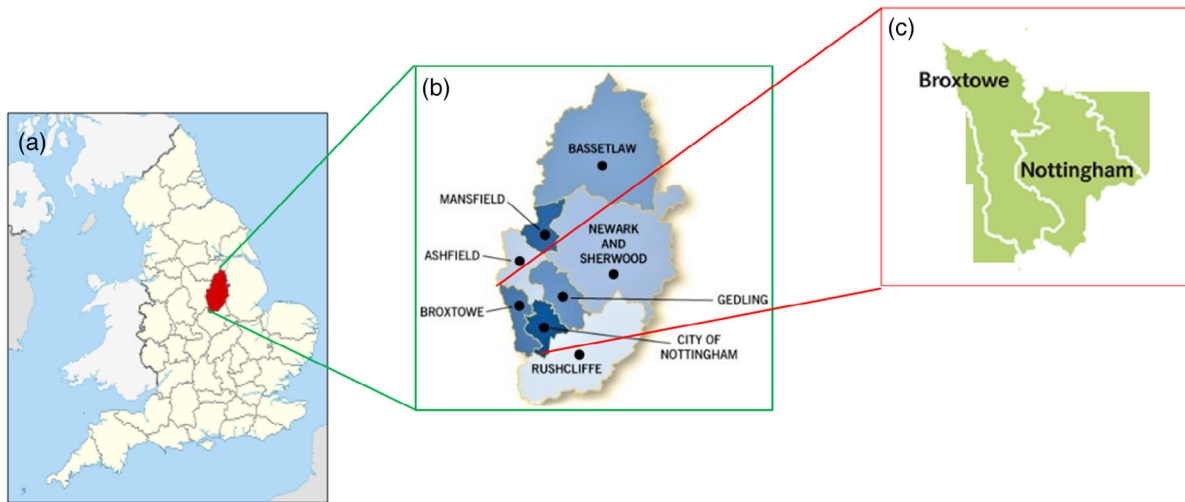 (a)
(b)
BASSETLAW
MANSFIELD
NEWARK
AND
SHERWOOD
ASHFIELD
GEDLING
BROXTOWE
CITY OF
NOTTINGHAM
RUSHCLIFFE
(c)
Broxtowe
Nottingham